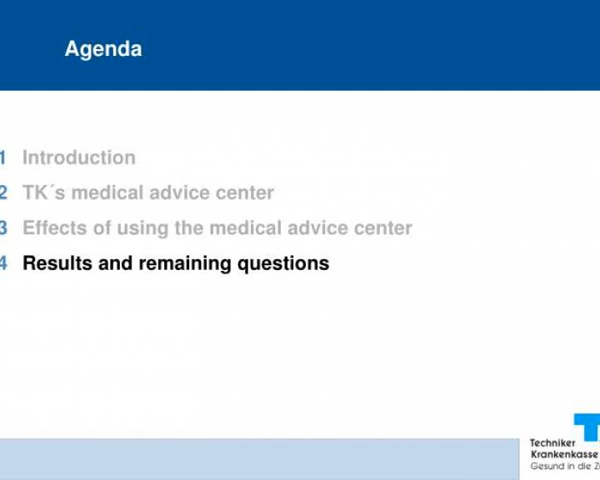 Agenda
1 Introduction
2 TK´s medical advice center
3 Effects of using the medical advice center
4 Results and remaining questions
T
Techniker
Krankenkasse
Gesund in die Z